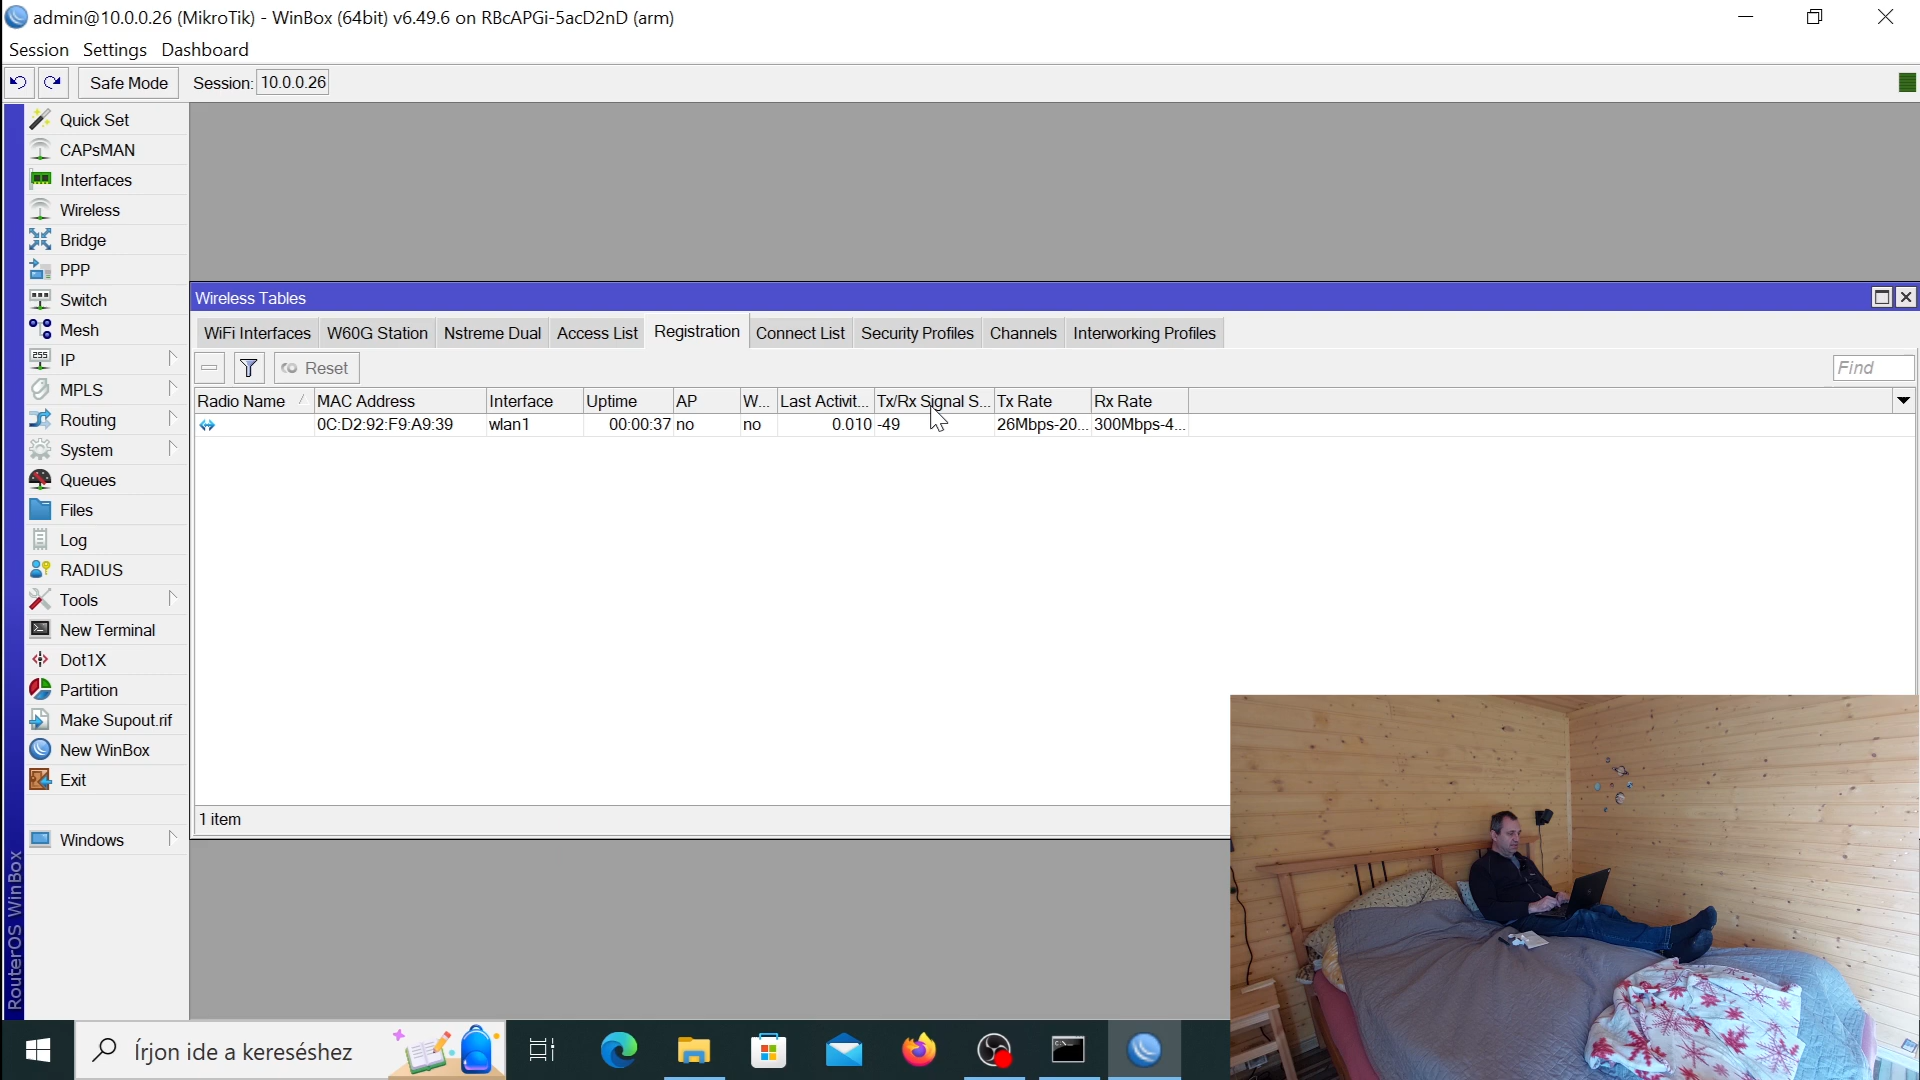 admin@10.0.0.26 (MikroTik) - WinBox (64bit) v6.49.6 on RBcAPGi-5acD2nD (arm)
Session Settings Dashboard
Safe Mode Session: 10.0.0.26
Quick Set
CAPsMAN
Interfaces
Wireless
Bridge
PPP
Switch
Mesh
IP
MPLS
Routing
System
Queues
Files
Log
RADIUS
Tools
New Terminal
Dot1X
Partition
Make Supout.rif
New WinBox
Exit
Windows
RouterOS WinBox
Wireless Tables
WiFi Interfaces W60G Station Nstreme Dual Access List Registration Connect List Security Profiles Channels Interworking Profiles
Reset Find
Radio Name MAC Address Interface Uptime AP W... Last Activit... Tx/Rx Signal S... Tx Rate Rx Rate
0C:D2:92:F9:A9:39 wlan1 00:00:37 no no 0.010 -49 26Mbps-20... 300Mbps-4...
1 item
Írjon ide a kereséshez